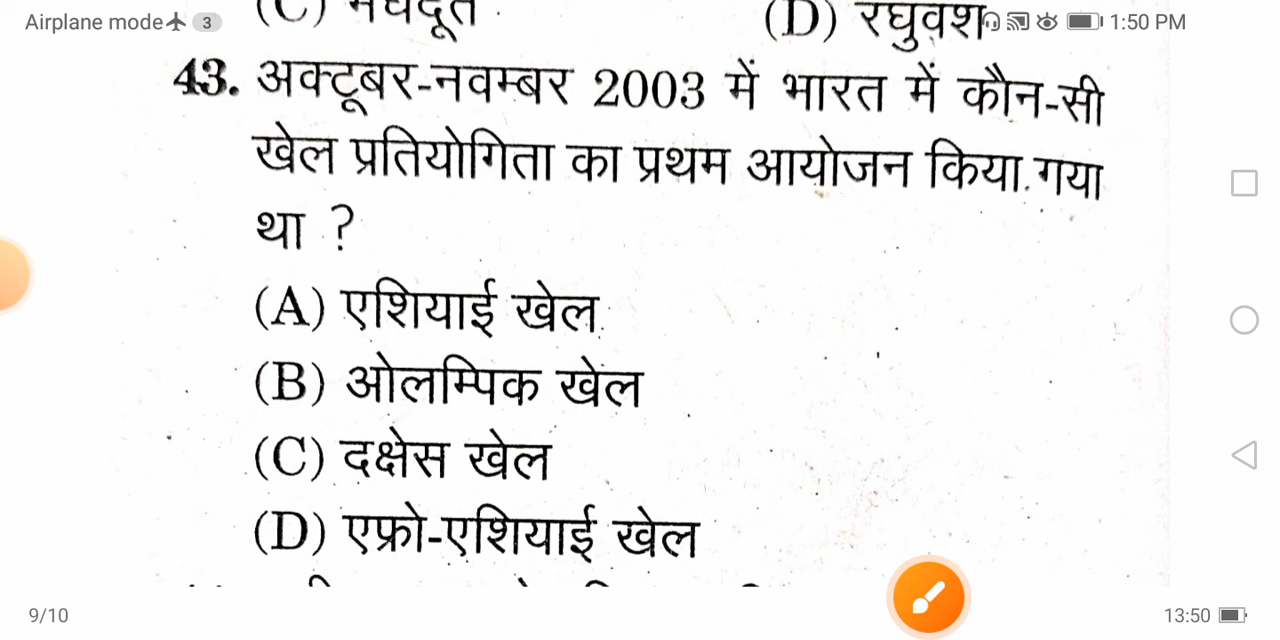 Airplane mode 3 1:50 PM
(C) मेघदूत (D) रघुवंश
43. अक्टूबर-नवम्बर 2003 में भारत में कौन-सी
खेल प्रतियोगिता का प्रथम आयोजन किया गया
था ?
(A) एशियाई खेल
(B) ओलम्पिक खेल
(C) दक्षेस खेल
(D) एफ्रो-एशियाई खेल
9/10 13:50